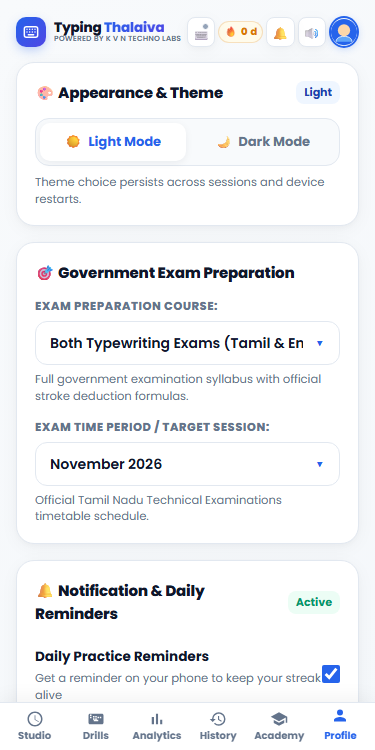 Typing Thalaiva
POWERED BY K V N TECHNO LABS
0 d
Appearance & Theme
Light
Light Mode
Dark Mode
Theme choice persists across sessions and device
restarts.
Government Exam Preparation
EXAM PREPARATION COURSE:
Both Typewriting Exams (Tamil & En
Full government examination syllabus with official
stroke deduction formulas.
EXAM TIME PERIOD / TARGET SESSION:
November 2026
Official Tamil Nadu Technical Examinations
timetable schedule.
Notification & Daily
Reminders
Active
Daily Practice Reminders
Get a reminder on your phone to keep your streak
alive
Studio
Drills
Analytics
History
Academy
Profile